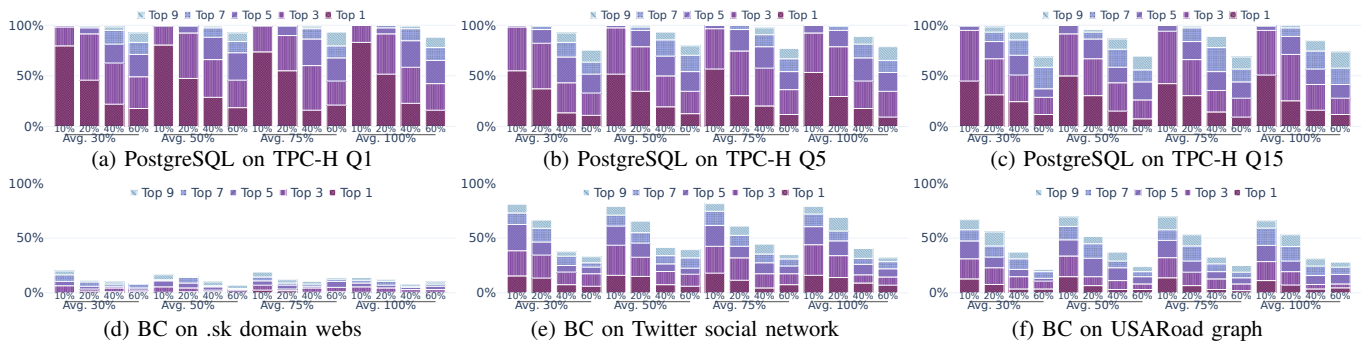 Top 9 Top 7 Top 5 Top 3 Top 1
100%
50%
0%
10% 20% 40% 60% 10% 20% 40% 60% 10% 20% 40% 60% 10% 20% 40% 60%
Avg. 30% Avg. 50% Avg. 75% Avg. 100%
(a) PostgreSQL on TPC-H Q1
Top 9 Top 7 Top 5 Top 3 Top 1
100%
50%
0%
10% 20% 40% 60% 10% 20% 40% 60% 10% 20% 40% 60% 10% 20% 40% 60%
Avg. 30% Avg. 50% Avg. 75% Avg. 100%
(b) PostgreSQL on TPC-H Q5
Top 9 Top 7 Top 5 Top 3 Top 1
100%
50%
0%
10% 20% 40% 60% 10% 20% 40% 60% 10% 20% 40% 60% 10% 20% 40% 60%
Avg. 30% Avg. 50% Avg. 75% Avg. 100%
(c) PostgreSQL on TPC-H Q15
100%
Top 9 Top 7 Top 5 Top 3 Top 1
50%
0%
10% 20% 40% 60% 10% 20% 40% 60% 10% 20% 40% 60% 10% 20% 40% 60%
Avg. 30% Avg. 50% Avg. 75% Avg. 100%
(d) BC on .sk domain webs
100%
Top 9 Top 7 Top 5 Top 3 Top 1
50%
0%
10% 20% 40% 60% 10% 20% 40% 60% 10% 20% 40% 60% 10% 20% 40% 60%
Avg. 30% Avg. 50% Avg. 75% Avg. 100%
(e) BC on Twitter social network
100%
Top 9 Top 7 Top 5 Top 3 Top 1
50%
0%
10% 20% 40% 60% 10% 20% 40% 60% 10% 20% 40% 60% 10% 20% 40% 60%
Avg. 30% Avg. 50% Avg. 75% Avg. 100%
(f) BC on USARoad graph